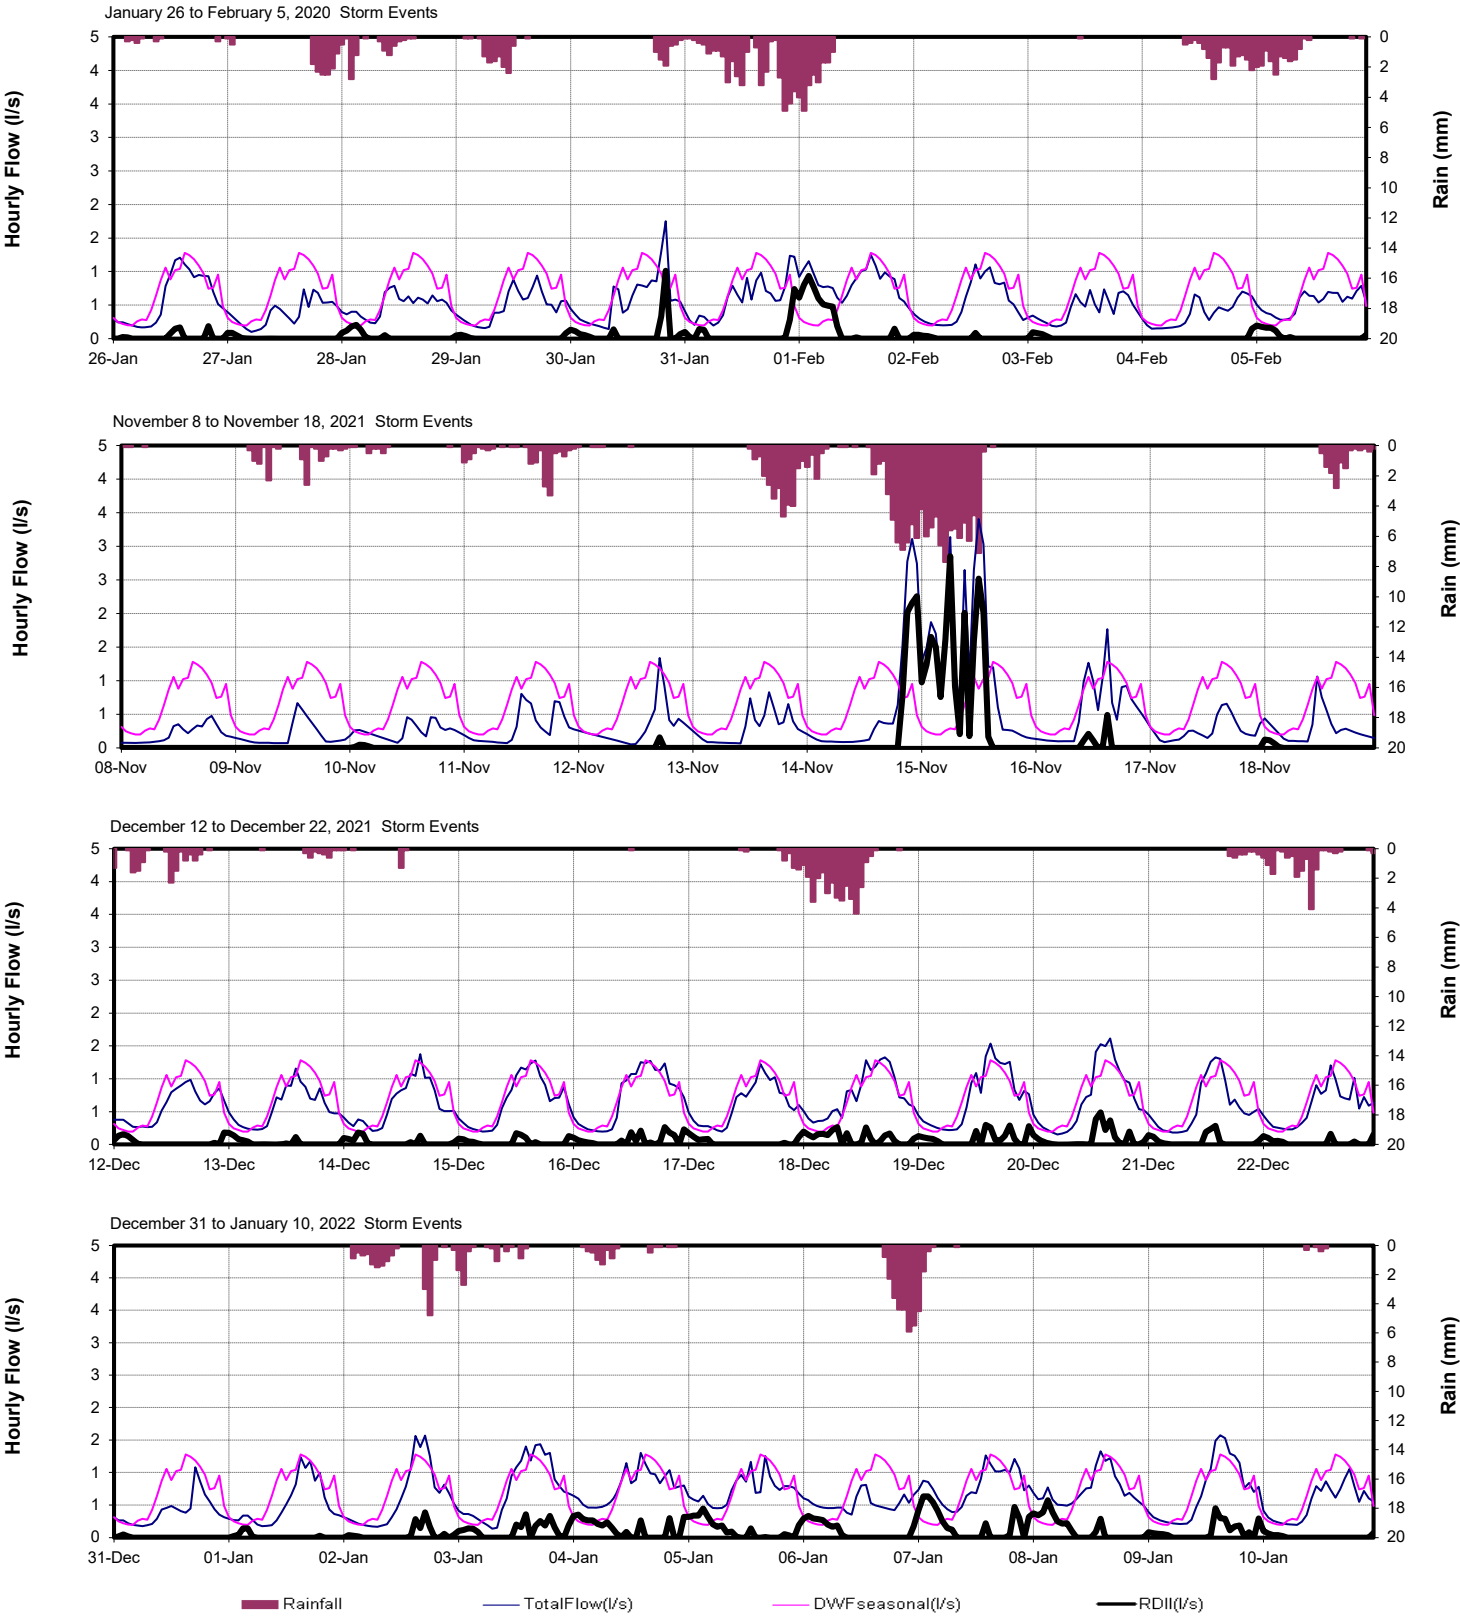 January 26 to February 5, 2020  Storm Events
5 4 4 3 3 2 2 1 1 0
Hourly Flow (l/s)
0 2 4 6 8 10 12 14 16 18 20
Rain (mm)
26-Jan 27-Jan 28-Jan 29-Jan 30-Jan 31-Jan 01-Feb 02-Feb 03-Feb 04-Feb 05-Feb
November 8 to November 18, 2021  Storm Events
5 4 4 3 3 2 2 1 1 0
Hourly Flow (l/s)
0 2 4 6 8 10 12 14 16 18 20
Rain (mm)
08-Nov 09-Nov 10-Nov 11-Nov 12-Nov 13-Nov 14-Nov 15-Nov 16-Nov 17-Nov 18-Nov
December 12 to December 22, 2021  Storm Events
5 4 4 3 3 2 2 1 1 0
Hourly Flow (l/s)
0 2 4 6 8 10 12 14 16 18 20
Rain (mm)
12-Dec 13-Dec 14-Dec 15-Dec 16-Dec 17-Dec 18-Dec 19-Dec 20-Dec 21-Dec 22-Dec
December 31 to January 10, 2022  Storm Events
5 4 4 3 3 2 2 1 1 0
Hourly Flow (l/s)
0 2 4 6 8 10 12 14 16 18 20
Rain (mm)
31-Dec 01-Jan 02-Jan 03-Jan 04-Jan 05-Jan 06-Jan 07-Jan 08-Jan 09-Jan 10-Jan
Rainfall TotalFlow(l/s) DWFseasonal(l/s) RDII(l/s)